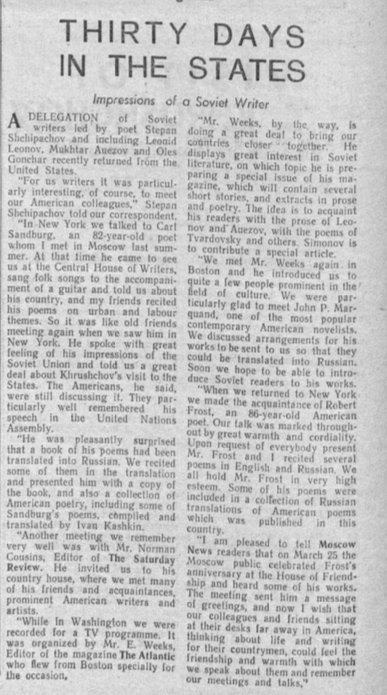 THIRTY DAYS
IN THE STATES
Impressions of a Soviet Writer
A DELEGATION of Soviet
writers led by poet Stepan
Shchipachov and including Leonid
Leonov, Mukhtar Auezov and Oles
Gonchar recently returned from the
United States.
"For us writers it was particul-
arly interesting, of course, to meet
our American colleagues," Stepan
Shchipachov told our correspondent.
"In New York we talked to Carl
Sandburg, an 82-year-old poet
whom I met in Moscow last sum-
mer. At that time he came to see
us at the Central House of Writers,
sang folk songs to the accompani-
ment of a guitar and told us about
his country, and my friends recited
his poems on urban and labour
themes. So it was like old friends
meeting again when we saw him in
New York. He spoke with great
feeling of his impressions of the
Soviet Union and told us a great
deal about Khrushchov's visit to the
States. The Americans, he said,
were still discussing it. They par-
ticularly well remembered his
speech in the United Nations
Assembly.
"He was pleasantly surprised
that a book of his poems had been
translated into Russian. We recited
some of them in the translation
and presented him with a copy of
the book, and also a collection of
American poetry, including some of
Sandburg's poems, compiled and
translated by Ivan Kashkin.
"Another meeting we remember
very well was with Mr. Norman
Cousins, Editor of The Saturday
Review. He invited us to his
country house, where we met many
of his friends and acquaintances,
prominent American writers and
artists.
"While in Washington we were
recorded for a TV programme. It
was organized by Mr. E. Weeks,
Editor of the magazine The Atlantic
who flew from Boston specially for
the occasion.
"Mr. Weeks, by the way, is
doing a great deal to bring our
countries closer together. He
displays great interest in Soviet
literature, on which topic he is pre-
paring a special issue of his ma-
gazine, which will contain several
short stories, and extracts in prose
and poetry. The idea is to acquaint
his readers with the prose of Leo-
nov and Auezov, with the poems of
Tvardovsky and others. Simonov is
to contribute a special article.
"We met Mr. Weeks again in
Boston and he introduced us to
quite a few people prominent in the
field of culture. We were par-
ticularly glad to meet John P. Mar-
quand, one of the most popular
contemporary American novelists.
We discussed arrangements for his
works to be sent to us so that they
could be translated into Russian.
Soon we hope to be able to intro-
duce Soviet readers to his works.
"When we returned to New York
we made the acquaintance of Robert
Frost, an 86-year-old American
poet. Our talk was marked through-
out by great warmth and cordiality.
Upon request of everybody present
Mr. Frost and I recited several
poems in English and Russian. We
all hold Mr. Frost in very high
esteem. Some of his poems were
included in a collection of Russian
translations of American poems
which was published in this
country.
"I am pleased to tell Moscow
News readers that on March 25 the
Moscow public celebrated Frost's
anniversary at the House of Friend-
ship and heard some of his works.
The meeting sent him a message
of greetings, and now I wish that
our colleagues and friends sitting
at their desks far away in America,
thinking about life and writing
for their countrymen, could feel the
friendship and warmth with which
we speak about them and remember
our meetings and talks."